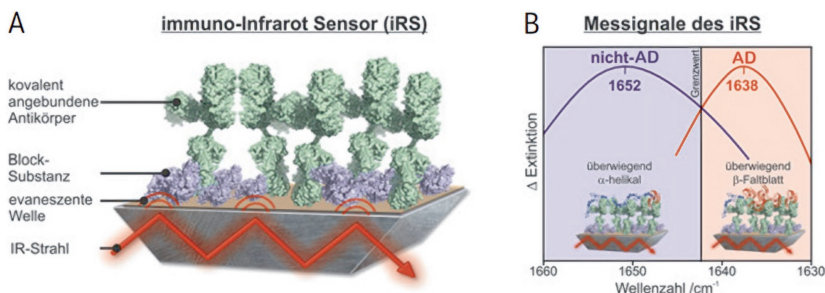 A
immuno-Infrarot Sensor (iRS)
kovalent
angebundene
Antikörper
Block-
Substanz
evaneszente
Welle
IR-Strahl
B
Messignale des iRS
nicht-AD
1652
Grenzwert
AD
1638
Δ Extinktion
überwiegend
α-helikal
überwiegend
β-Faltblatt
1660
1650
1640
1630
Wellenzahl /cm⁻¹